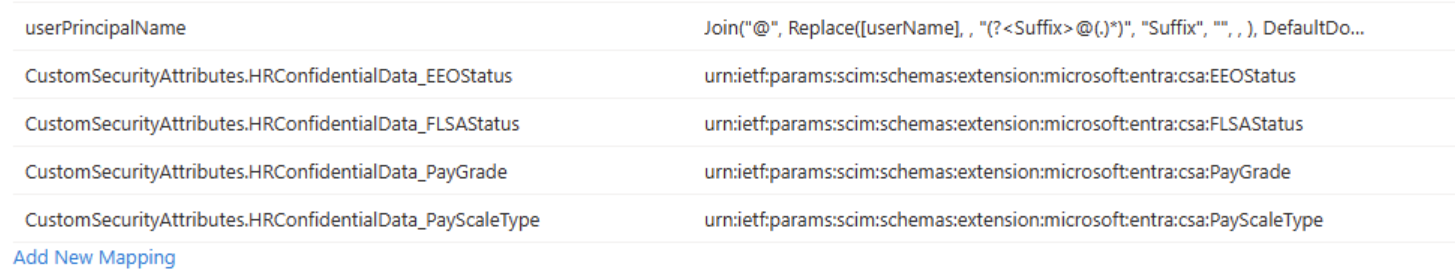 userPrincipalName Join("@", Replace([userName], , "(?<Suffix>@(.)*)", "Suffix", "", , ), DefaultDo...
CustomSecurityAttributes.HRConfidentialData_EEOStatus urn:ietf:params:scim:schemas:extension:microsoft:entra:csa:EEOStatus
CustomSecurityAttributes.HRConfidentialData_FLSAStatus urn:ietf:params:scim:schemas:extension:microsoft:entra:csa:FLSAStatus
CustomSecurityAttributes.HRConfidentialData_PayGrade urn:ietf:params:scim:schemas:extension:microsoft:entra:csa:PayGrade
CustomSecurityAttributes.HRConfidentialData_PayScaleType urn:ietf:params:scim:schemas:extension:microsoft:entra:csa:PayScaleType
Add New Mapping